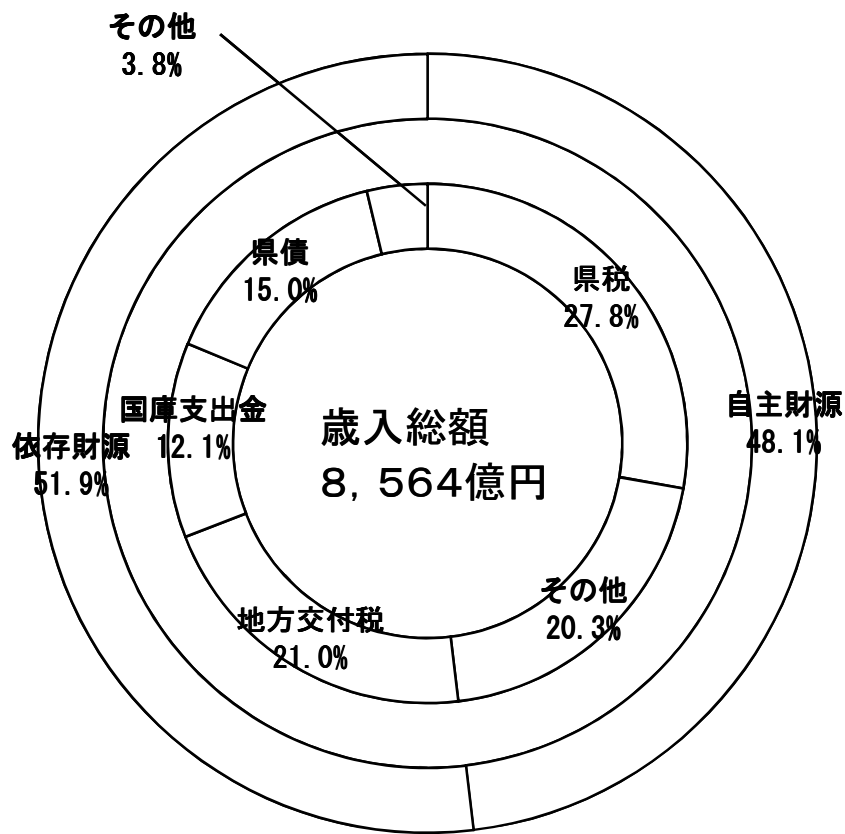 その他
3.8%
県債
15.0%
県税
27.8%
国庫支出金
12.1%
依存財源
51.9%
歳入総額
8,564億円
自主財源
48.1%
その他
20.3%
地方交付税
21.0%